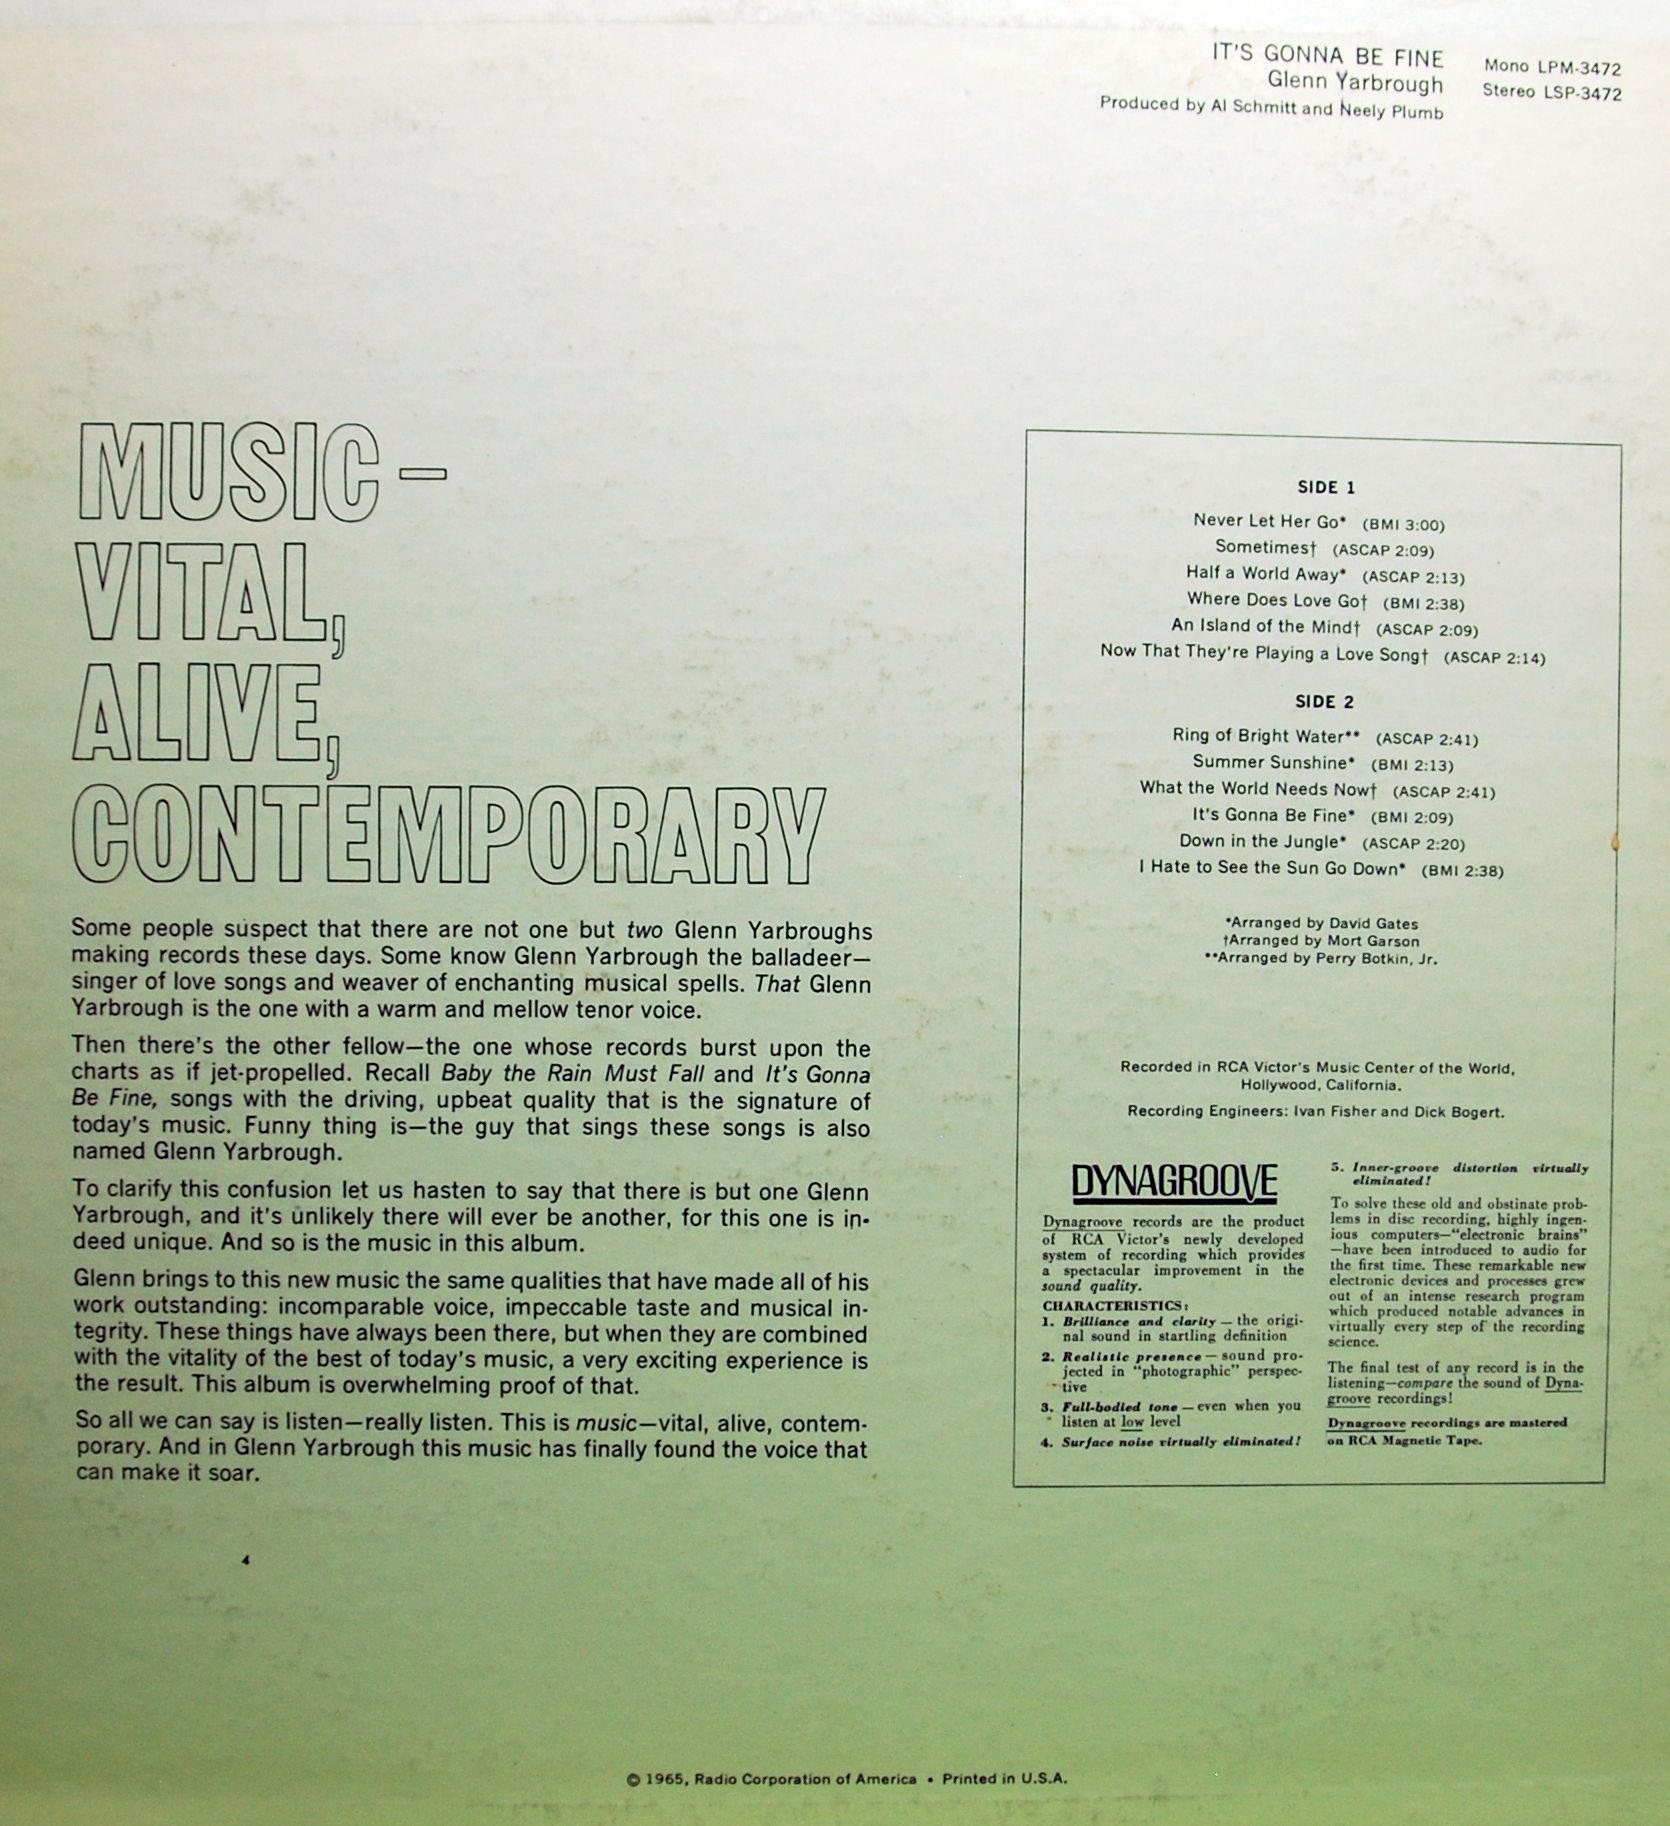 IT'S GONNA BE FINE
Glenn Yarbrough
Produced by Al Schmitt and Neely Plumb
Mono LPM-3472
Stereo LSP-3472
MUSIC –
VITAL,
ALIVE,
CONTEMPORARY
Some people suspect that there are not one but two Glenn Yarbroughs
making records these days. Some know Glenn Yarbrough the balladeer—
singer of love songs and weaver of enchanting musical spells. That Glenn
Yarbrough is the one with a warm and mellow tenor voice.
Then there's the other fellow—the one whose records burst upon the
charts as if jet-propelled. Recall Baby the Rain Must Fall and It's Gonna
Be Fine, songs with the driving, upbeat quality that is the signature of
today's music. Funny thing is—the guy that sings these songs is also
named Glenn Yarbrough.
To clarify this confusion let us hasten to say that there is but one Glenn
Yarbrough, and it's unlikely there will ever be another, for this one is in-
deed unique. And so is the music in this album.
Glenn brings to this new music the same qualities that have made all of his
work outstanding: incomparable voice, impeccable taste and musical in-
tegrity. These things have always been there, but when they are combined
with the vitality of the best of today's music, a very exciting experience is
the result. This album is overwhelming proof of that.
So all we can say is listen—really listen. This is music—vital, alive, contem-
porary. And in Glenn Yarbrough this music has finally found the voice that
can make it soar.
4
SIDE 1
Never Let Her Go* (BMI 3:00)
Sometimes† (ASCAP 2:09)
Half a World Away* (ASCAP 2:13)
Where Does Love Go† (BMI 2:38)
An Island of the Mind† (ASCAP 2:09)
Now That They're Playing a Love Song† (ASCAP 2:14)
SIDE 2
Ring of Bright Water** (ASCAP 2:41)
Summer Sunshine* (BMI 2:13)
What the World Needs Now† (ASCAP 2:41)
It's Gonna Be Fine* (BMI 2:09)
Down in the Jungle* (ASCAP 2:20)
I Hate to See the Sun Go Down* (BMI 2:38)
*Arranged by David Gates
†Arranged by Mort Garson
**Arranged by Perry Botkin, Jr.
Recorded in RCA Victor's Music Center of the World,
Hollywood, California.
Recording Engineers: Ivan Fisher and Dick Bogert.
DYNAGROOVE
Dynagroove records are the product
of RCA Victor's newly developed
system of recording which provides
a spectacular improvement in the
sound quality.
CHARACTERISTICS:
1. Brilliance and clarity — the origi-
nal sound in startling definition
2. Realistic presence — sound pro-
jected in "photographic" perspec-
tive
3. Full-bodied tone — even when you
listen at low level
4. Surface noise virtually eliminated!
5. Inner-groove distortion virtually
eliminated!
To solve these old and obstinate prob-
lems in disc recording, highly ingen-
ious computers—"electronic brains"
—have been introduced to audio for
the first time. These remarkable new
electronic devices and processes grew
out of an intense research program
which produced notable advances in
virtually every step of the recording
science.
The final test of any record is in the
listening—compare the sound of Dyna-
groove recordings!
Dynagroove recordings are mastered
on RCA Magnetic Tape.
© 1965, Radio Corporation of America • Printed in U.S.A.